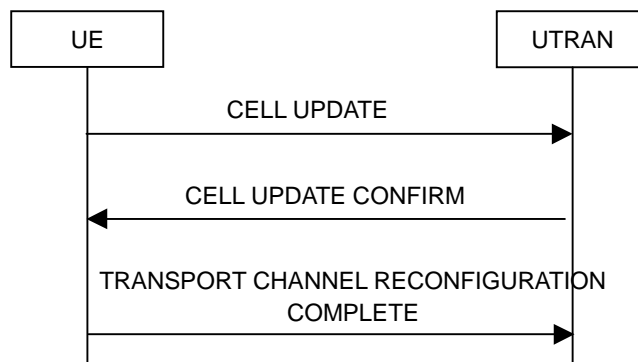 UE
UTRAN
CELL UPDATE
CELL UPDATE CONFIRM
TRANSPORT CHANNEL RECONFIGURATION
COMPLETE